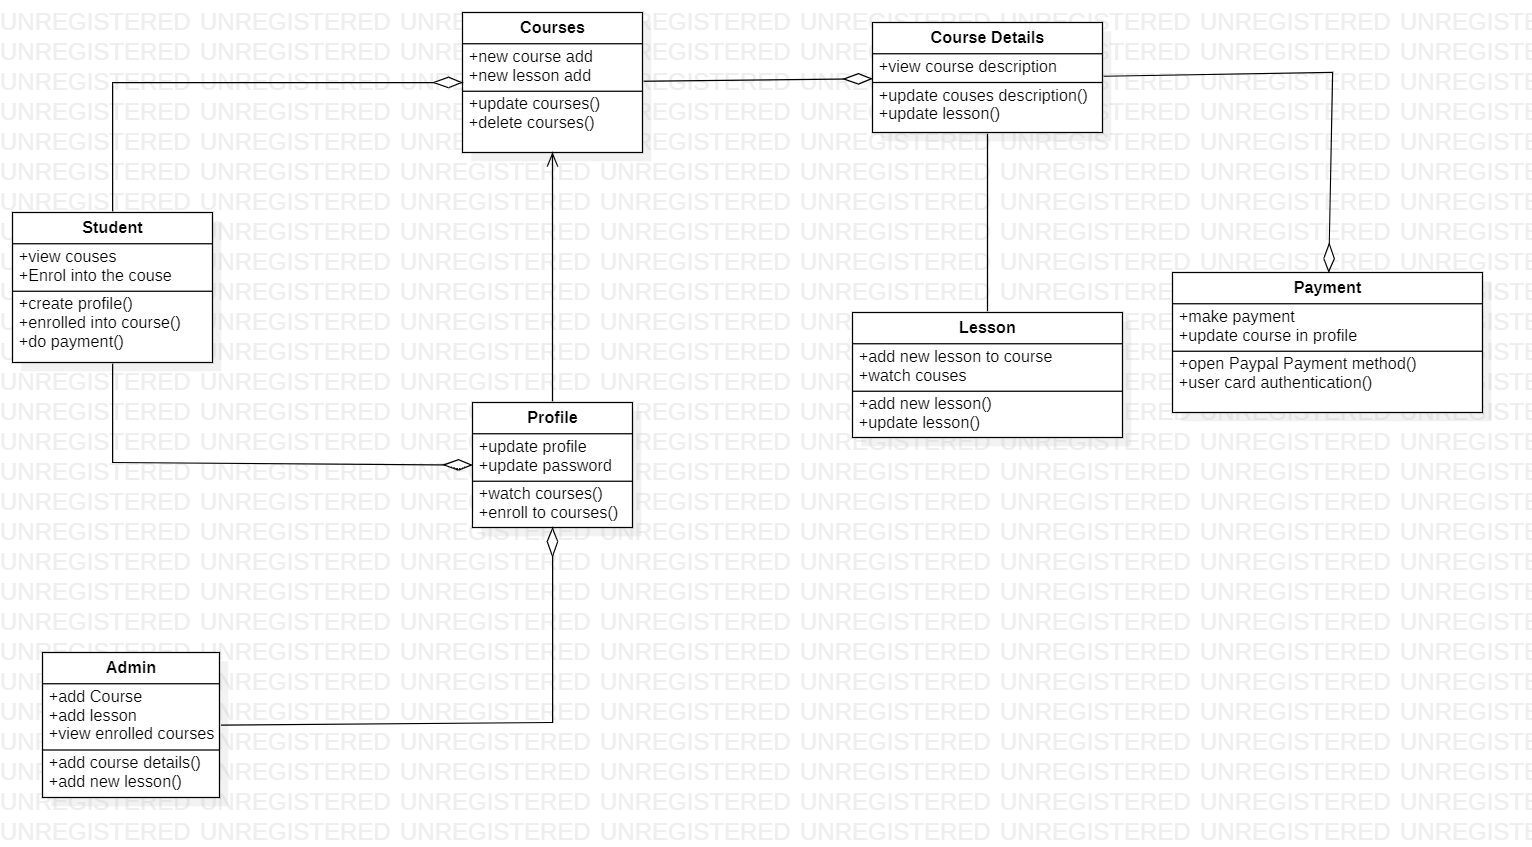 Courses
+new course add
+new lesson add
+update courses()
+delete courses()
Course Details
+view course description
+update couses description()
+update lesson()
Student
+view couses
+Enrol into the couse
+create profile()
+enrolled into course()
+do payment()
Payment
+make payment
+update course in profile
+open Paypal Payment method()
+user card authentication()
Lesson
+add new lesson to course
+watch couses
+add new lesson()
+update lesson()
Profile
+update profile
+update password
+watch courses()
+enroll to courses()
Admin
+add Course
+add lesson
+view enrolled courses
+add course details()
+add new lesson()
UNREGISTERED